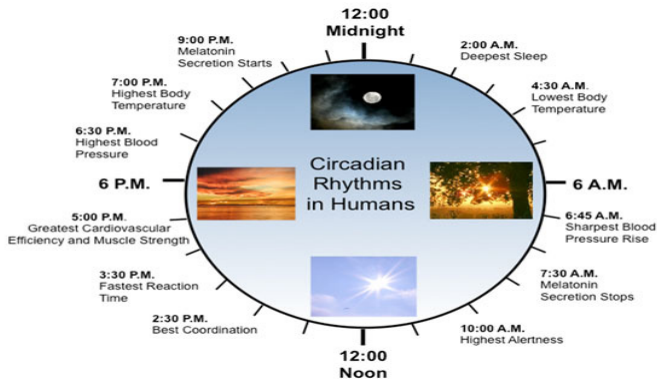 12:00
Midnight
9:00 P.M.
Melatonin
Secretion Starts
2:00 A.M.
Deepest Sleep
7:00 P.M.
Highest Body
Temperature
4:30 A.M.
Lowest Body
Temperature
6:30 P.M.
Highest Blood
Pressure
Circadian
Rhythms
in Humans
6 P.M.
6 A.M.
5:00 P.M.
Greatest Cardiovascular
Efficiency and Muscle Strength
6:45 A.M.
Sharpest Blood
Pressure Rise
3:30 P.M.
Fastest Reaction
Time
7:30 A.M.
Melatonin
Secretion Stops
2:30 P.M.
Best Coordination
10:00 A.M.
Highest Alertness
12:00
Noon